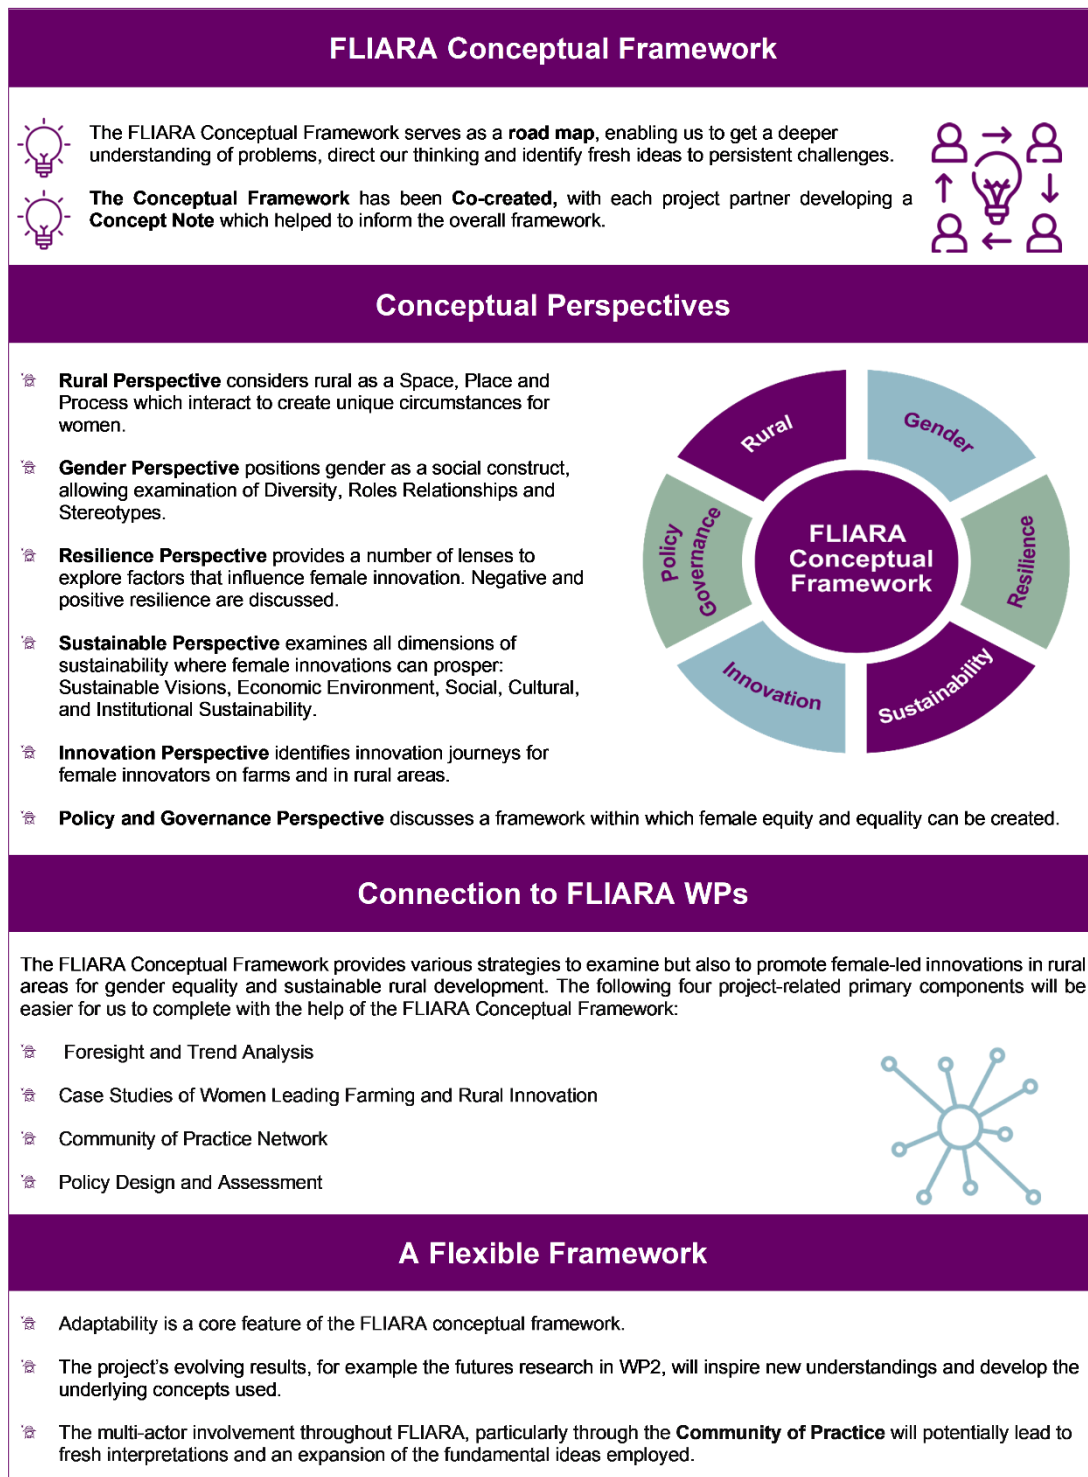 FLIARA Conceptual Framework
The FLIARA Conceptual Framework serves as a road map, enabling us to get a deeper
understanding of problems, direct our thinking and identify fresh ideas to persistent challenges.
The Conceptual Framework has been Co-created, with each project partner developing a
Concept Note which helped to inform the overall framework.
Conceptual Perspectives
Rural Perspective considers rural as a Space, Place and
Process which interact to create unique circumstances for
women.
Gender Perspective positions gender as a social construct,
allowing examination of Diversity, Roles Relationships and
Stereotypes.
Resilience Perspective provides a number of lenses to
explore factors that influence female innovation. Negative and
positive resilience are discussed.
Sustainable Perspective examines all dimensions of
sustainability where female innovations can prosper:
Sustainable Visions, Economic Environment, Social, Cultural,
and Institutional Sustainability.
Innovation Perspective identifies innovation journeys for
female innovators on farms and in rural areas.
Policy and Governance Perspective discusses a framework within which female equity and equality can be created.
Rural
Gender
Resilience
Sustainability
Innovation
Policy
Governance
FLIARA
Conceptual
Framework
Connection to FLIARA WPs
The FLIARA Conceptual Framework provides various strategies to examine but also to promote female-led innovations in rural
areas for gender equality and sustainable rural development. The following four project-related primary components will be
easier for us to complete with the help of the FLIARA Conceptual Framework:
Foresight and Trend Analysis
Case Studies of Women Leading Farming and Rural Innovation
Community of Practice Network
Policy Design and Assessment
A Flexible Framework
Adaptability is a core feature of the FLIARA conceptual framework.
The project's evolving results, for example the futures research in WP2, will inspire new understandings and develop the
underlying concepts used.
The multi-actor involvement throughout FLIARA, particularly through the Community of Practice will potentially lead to
fresh interpretations and an expansion of the fundamental ideas employed.